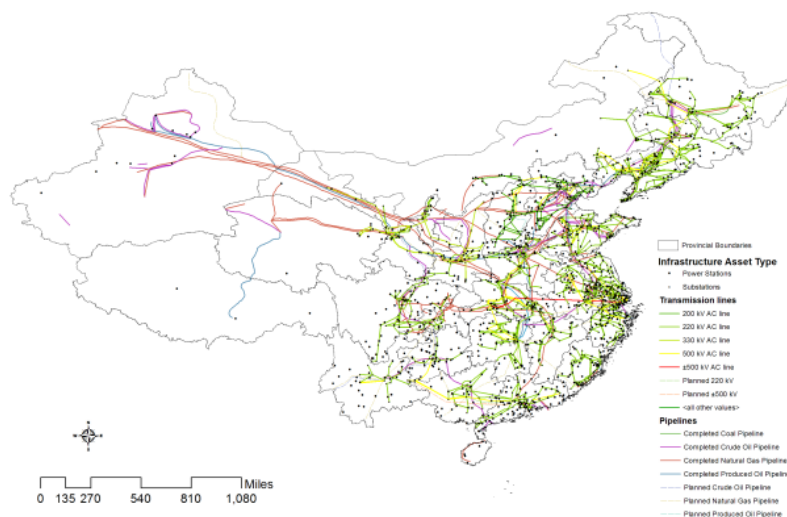 Provincial Boundaries
Infrastructure Asset Type
Power Stations
Substations
Transmission lines
200 kV AC line
220 kV AC line
330 kV AC line
500 kV AC line
±500 kV AC line
Planned 220 kV
Planned ±500 kV
<all other values>
Pipelines
Completed Coal Pipeline
Completed Crude Oil Pipeline
Completed Natural Gas Pipeline
Completed Produced Oil Pipeline
Planned Crude Oil Pipeline
Planned Natural Gas Pipeline
Planned Produced Oil Pipeline
Miles
0 135 270 540 810 1,080